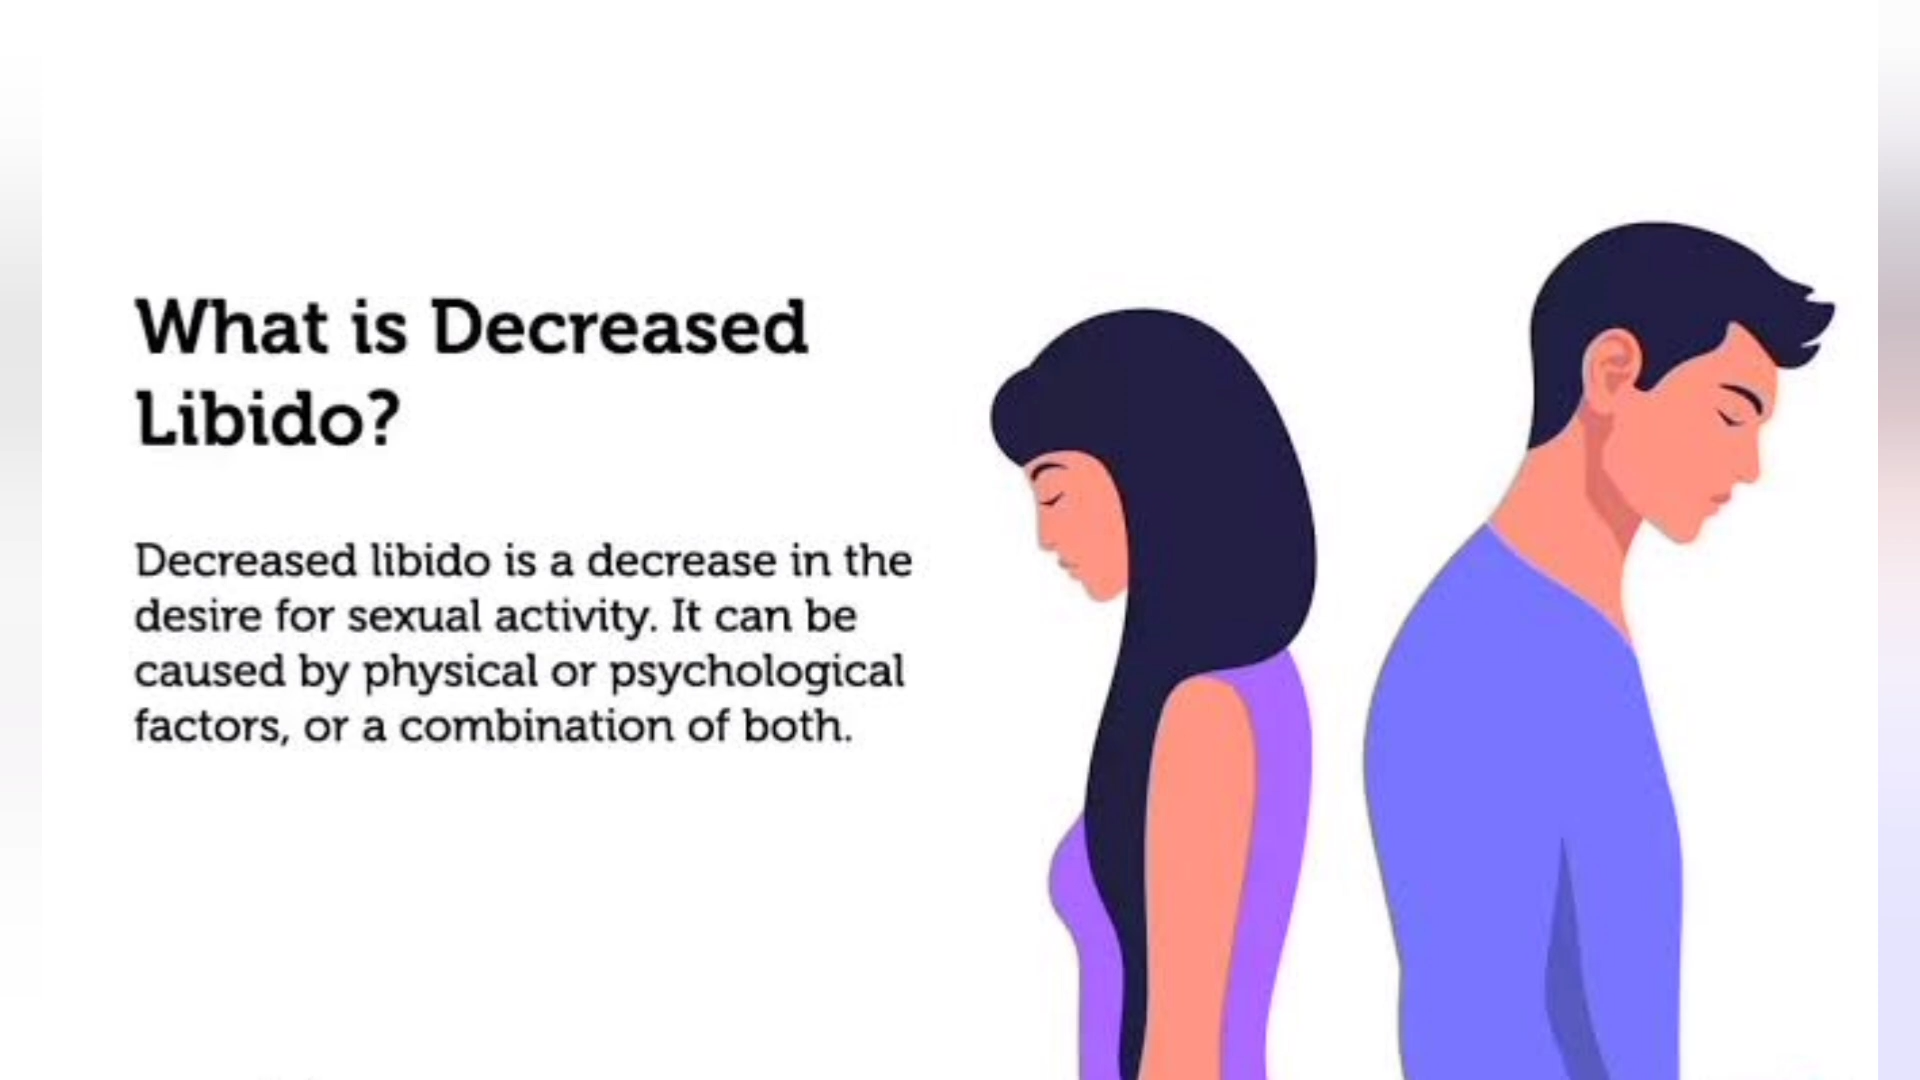 What is Decreased
Libido?
Decreased libido is a decrease in the
desire for sexual activity. It can be
caused by physical or psychological
factors, or a combination of both.